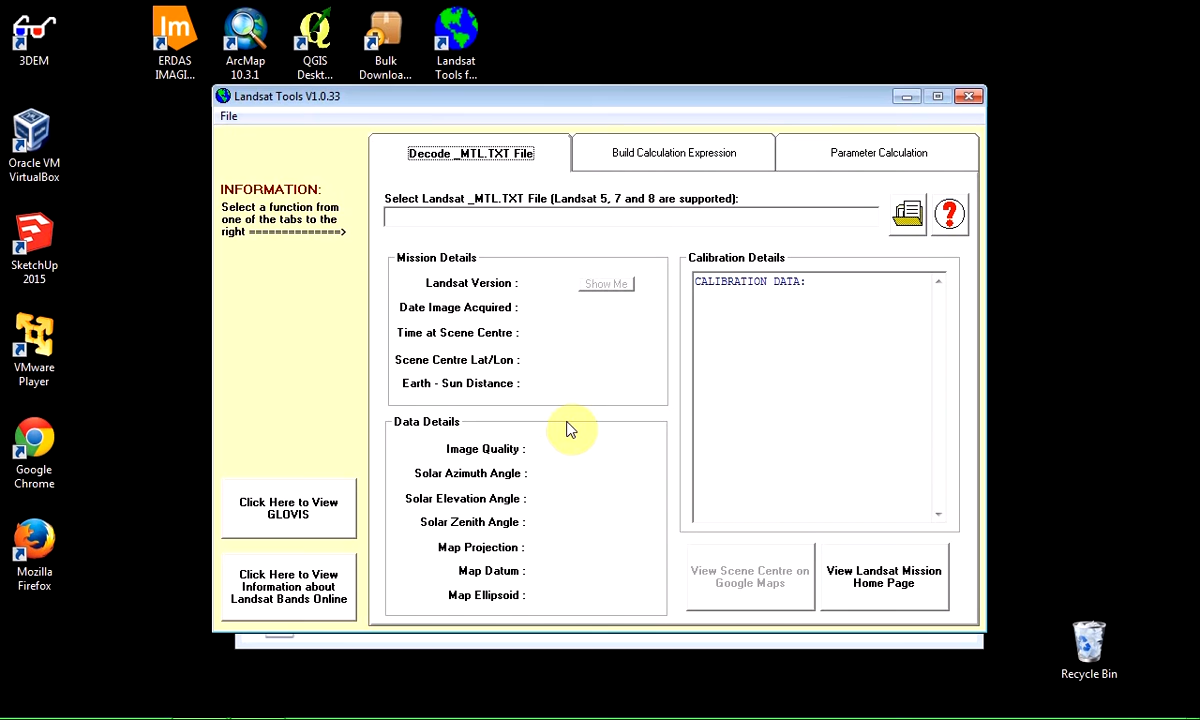 3DEM
ERDAS
IMAGI...
ArcMap
10.3.1
QGIS
Deskt...
Bulk
Downloa...
Landsat
Tools f...
Oracle VM
VirtualBox
SketchUp
2015
VMware
Player
Google
Chrome
Mozilla
Firefox
Landsat Tools V1.0.33
File
INFORMATION:
Select a function from
one of the tabs to the
right ==============>
Click Here to View
GLOVIS
Click Here to View
Information about
Landsat Bands Online
Decode _MTL.TXT File
Build Calculation Expression
Parameter Calculation
Select Landsat _MTL.TXT File (Landsat 5, 7 and 8 are supported):
Mission Details
Landsat Version :
Show Me
Date Image Acquired :
Time at Scene Centre :
Scene Centre Lat/Lon :
Earth - Sun Distance :
Data Details
Image Quality :
Solar Azimuth Angle :
Solar Elevation Angle :
Solar Zenith Angle :
Map Projection :
Map Datum :
Map Ellipsoid :
Calibration Details
CALIBRATION DATA:
View Scene Centre on
Google Maps
View Landsat Mission
Home Page
Recycle Bin